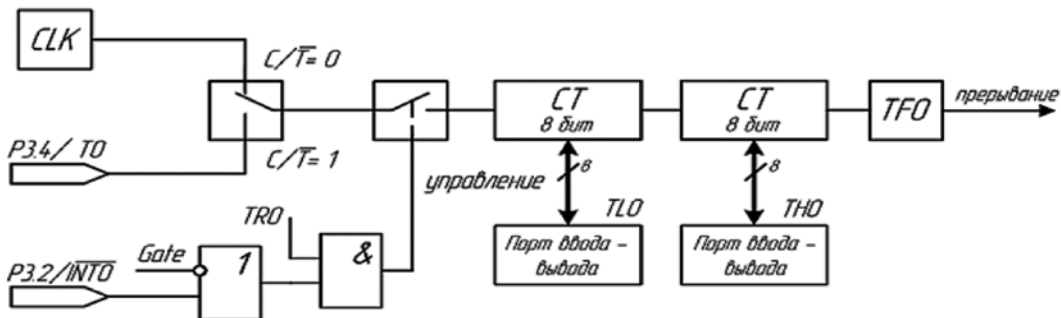 CLK
C/T̅= 0
CT
8 бит
CT
8 бит
TF0
прерывание
P3.4/ T0
C/T̅= 1
управление
8
8
TR0
TL0
TH0
Gate
1
&
Порт ввода -
вывода
Порт ввода -
вывода
P3.2/I̅N̅T̅0̅